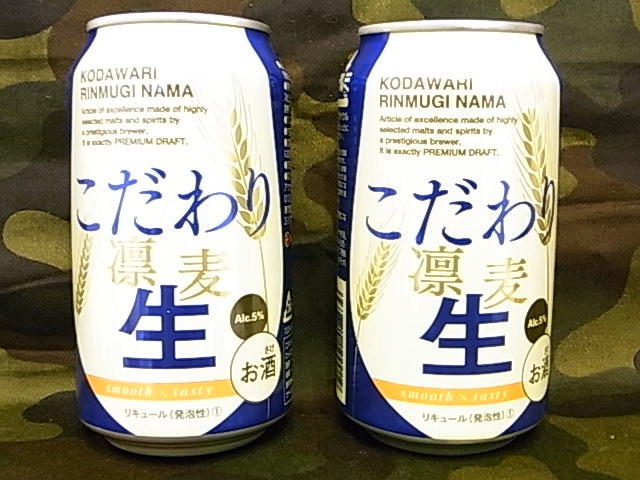 KODAWARI
RINMUGI NAMA
Article of excellence made of highly
selected malts and spirits by
a prestigious brewer.
It is exactly PREMIUM DRAFT.
こだわり
凛麦
生
Alc.5%
さけ
お酒
smooth × tasty
リキュール(発泡性)①
KODAWARI
RINMUGI NAMA
Article of excellence made of highly
selected malts and spirits by
a prestigious brewer.
It is exactly PREMIUM DRAFT.
こだわり
凛麦
生
Alc.5%
お酒
smooth × tasty
リキュール(発泡性)①